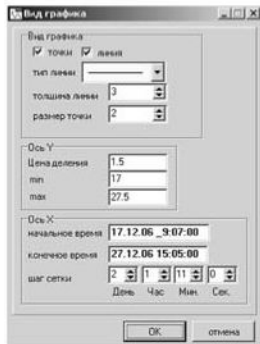 Вид графика
Вид графика
точки линия
тип линии
толщина линии 3
размер точки 2
Ось Y
Цена деления 1.5
min 17
max 27.5
Ось X
начальное время 17.12.06 _9:07:00
конечное время 27.12.06 15:05:00
шаг сетки 2 1 11 0
День Час Мин. Сек.
OK отмена